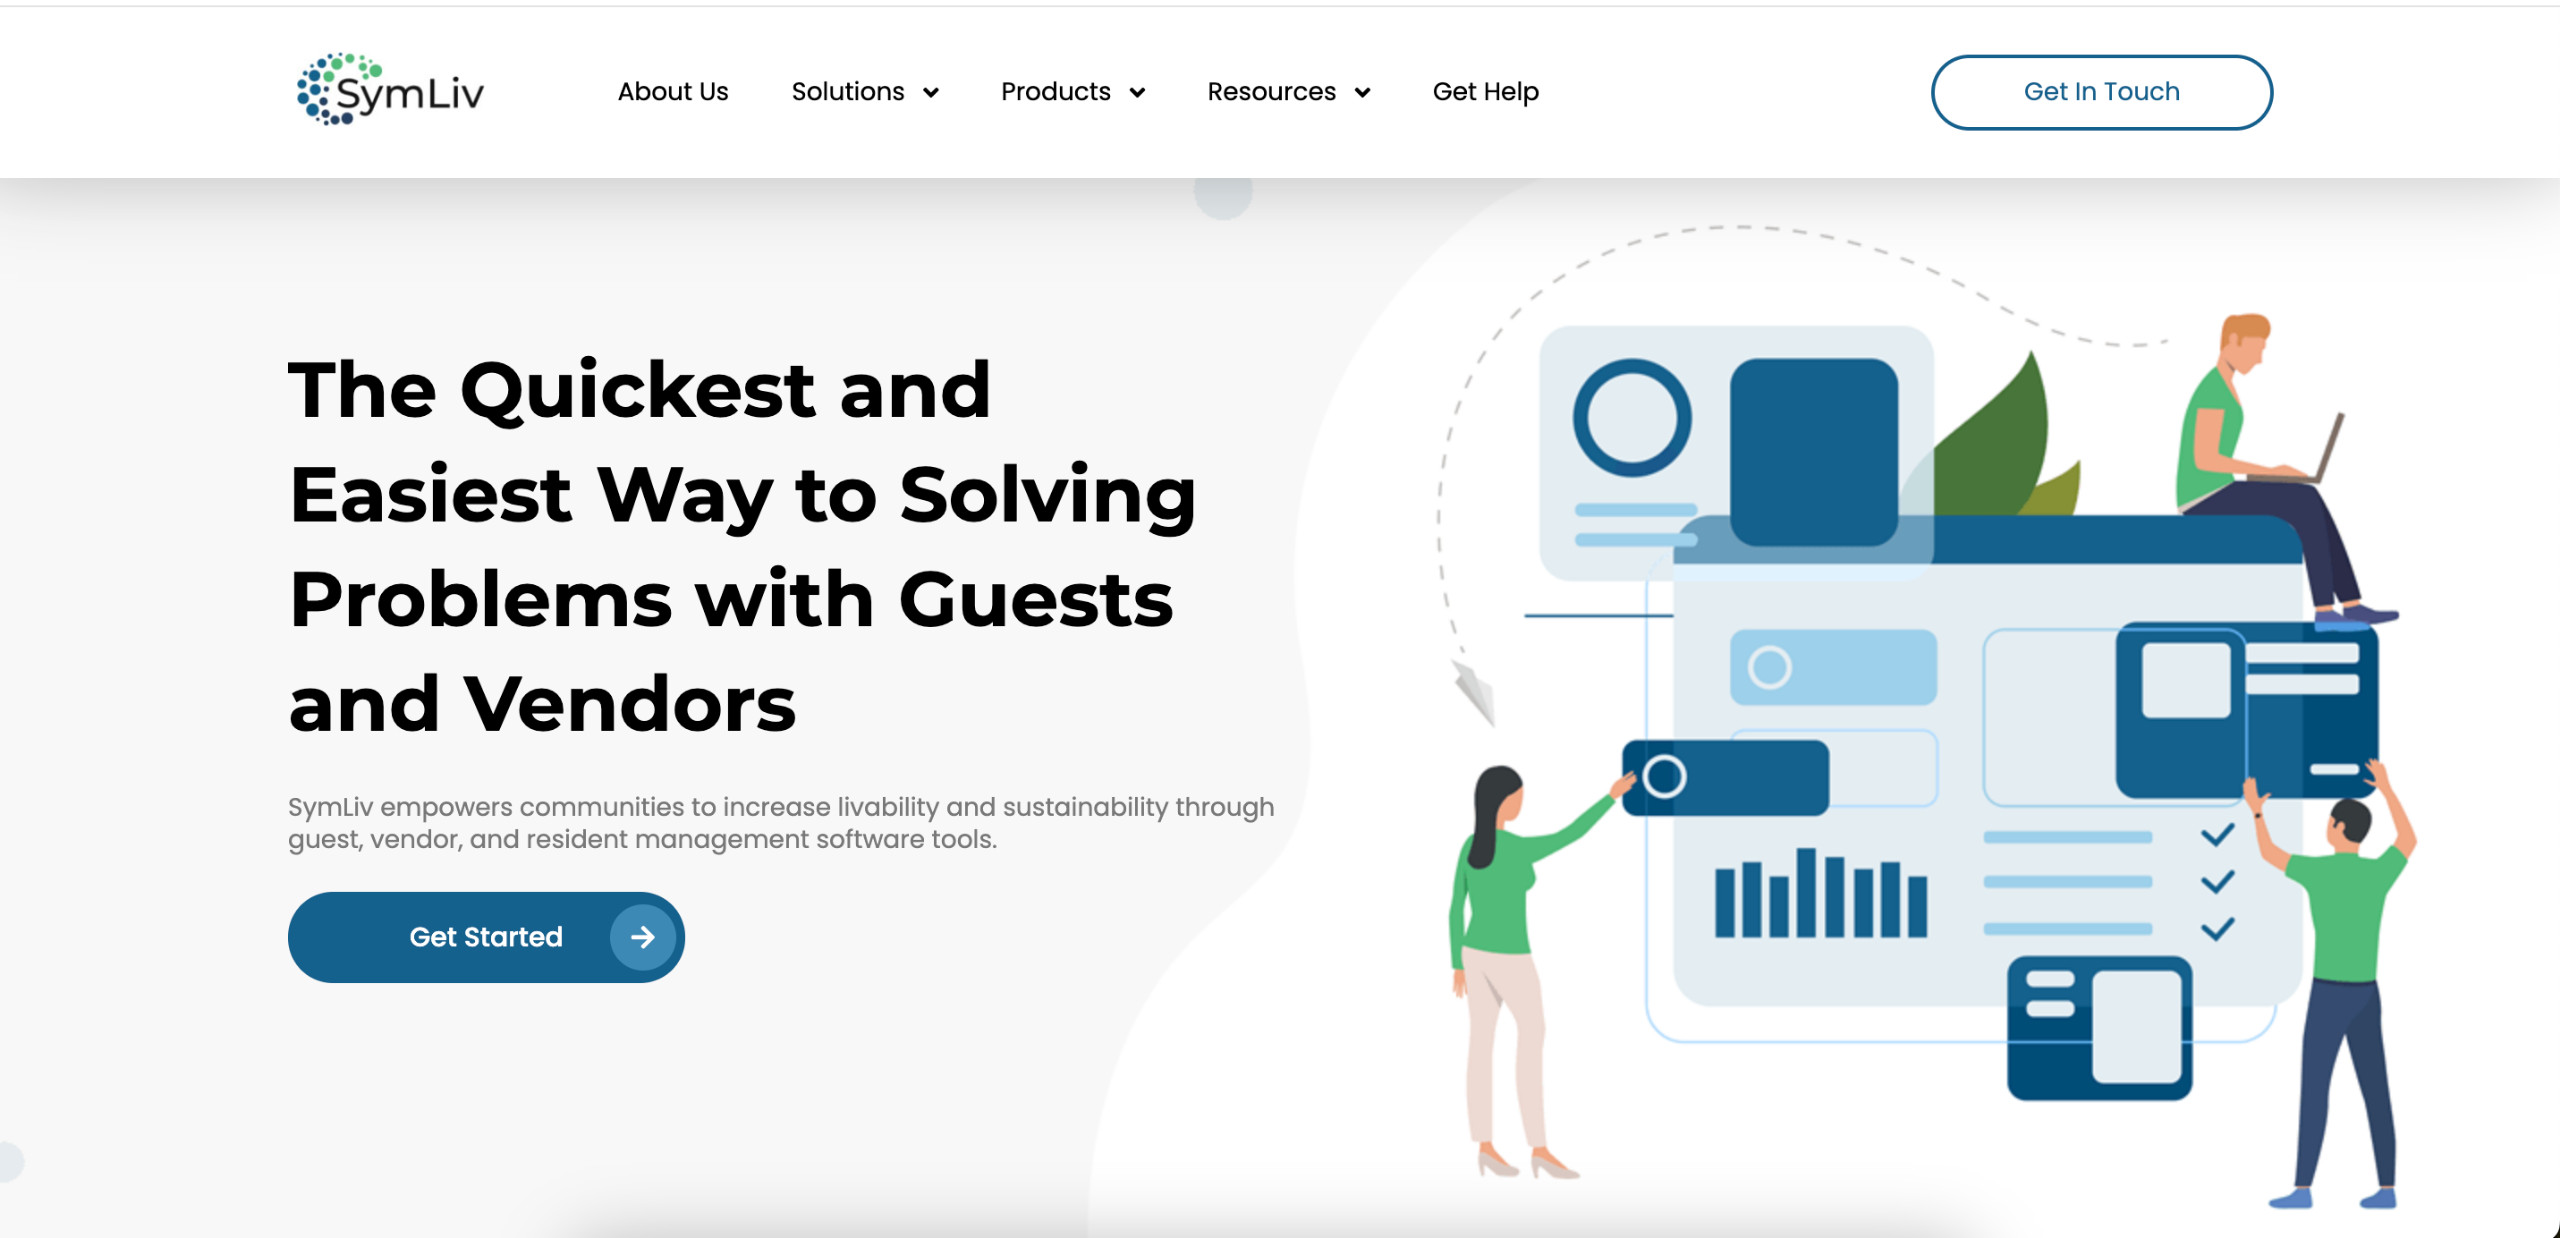 SymLiv
About Us
Solutions
Products
Resources
Get Help
Get In Touch
The Quickest and
Easiest Way to Solving
Problems with Guests
and Vendors
SymLiv empowers communities to increase livability and sustainability through
guest, vendor, and resident management software tools.
Get Started